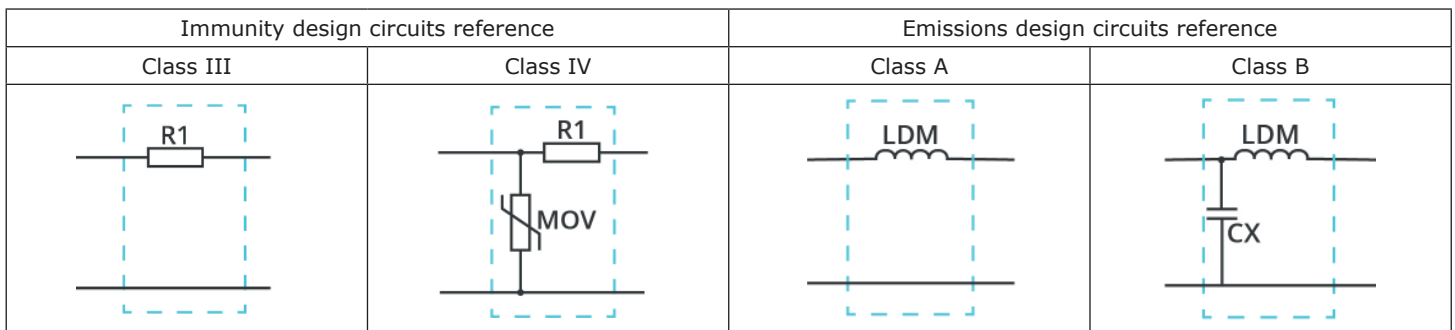 Immunity design circuits reference
Emissions design circuits reference
Class III
Class IV
Class A
Class B
R1
R1
MOV
LDM
LDM
CX